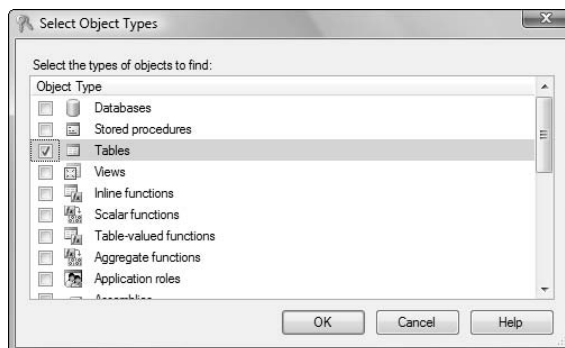 Select Object Types
Select the types of objects to find:
Object Type
Databases
Stored procedures
Tables
Views
Inline functions
Scalar functions
Table-valued functions
Aggregate functions
Application roles
OK Cancel Help